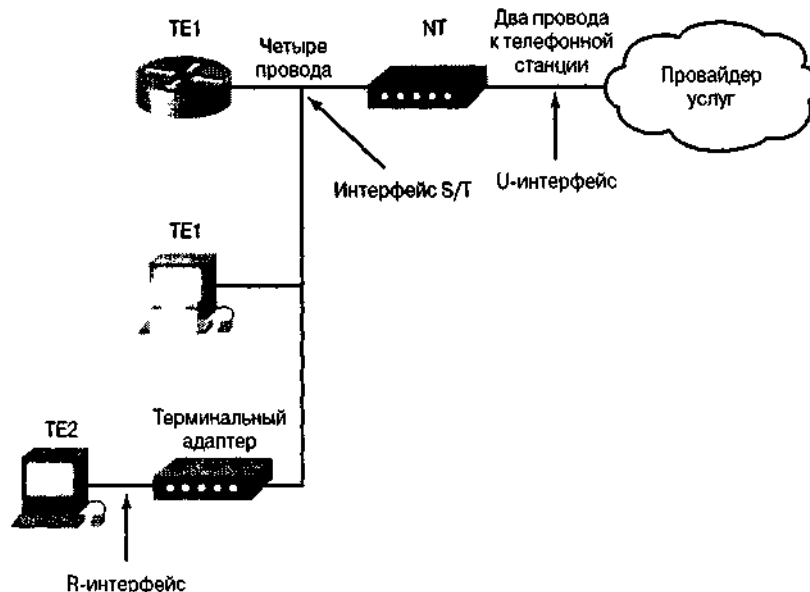 TE1
Четыре
провода
NT
Два провода
к телефонной
станции
Провайдер
услуг
Интерфейс S/T
U-интерфейс
TE1
TE2
Терминальный
адаптер
R-интерфейс